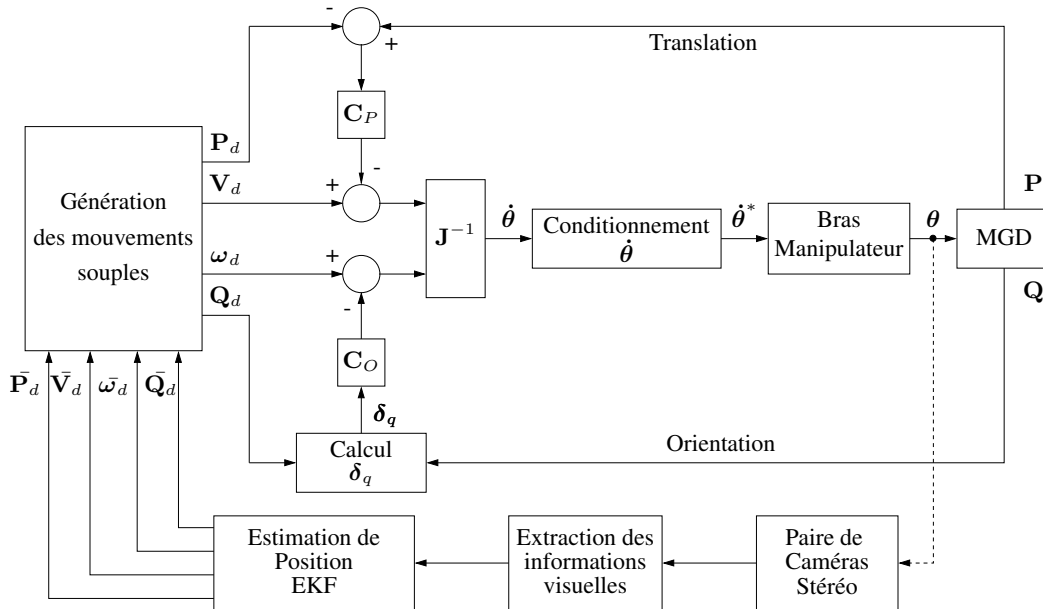 -
+
Translation
C_P
P_d
-
V_d
+
Génération
des mouvements
souples
J⁻¹
θ̇
Conditionnement
θ̇
θ̇*
Bras
Manipulateur
θ
MGD
P
Q
ω_d
+
Q_d
-
C_O
P̄_d
V̄_d
ω̄_d
Q̄_d
δ_q
Calcul
δ_q
Orientation
Estimation de
Position
EKF
Extraction des
informations
visuelles
Paire de
Caméras
Stéréo